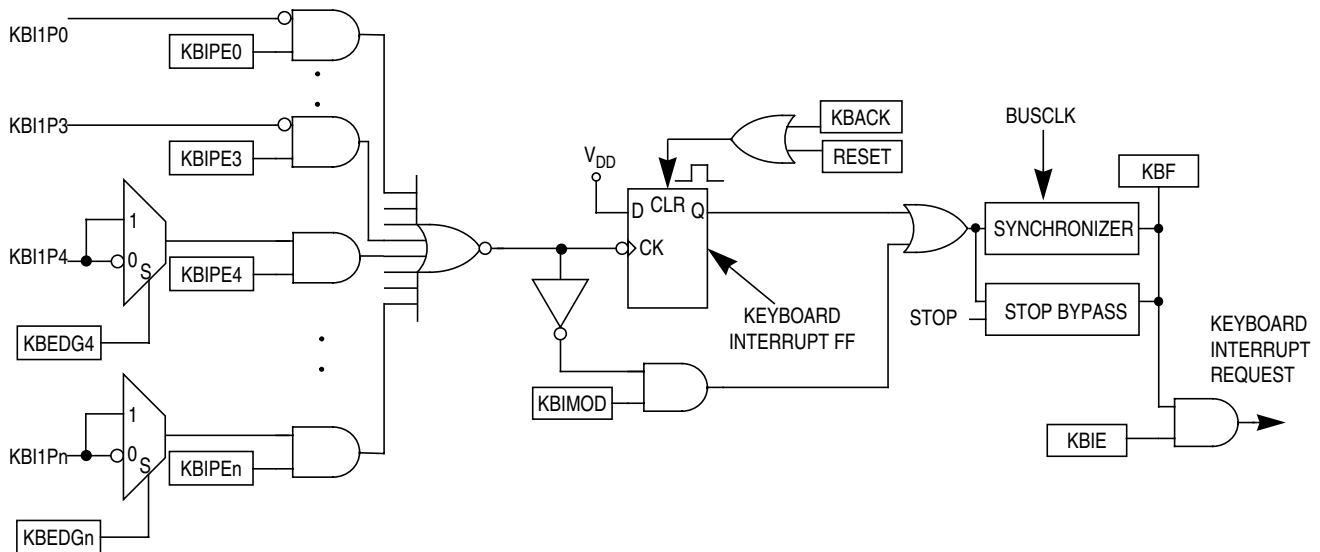 KBI1P0
KBIPE0
KBI1P3
KBIPE3
KBI1P4
1
0
S
KBIPE4
KBEDG4
KBI1Pn
1
0
S
KBIPEn
KBEDGn
VDD
D
CLR
Q
CK
KBACK
RESET
KEYBOARD
INTERRUPT FF
KBIMOD
BUSCLK
SYNCHRONIZER
KBF
STOP
STOP BYPASS
KBIE
KEYBOARD
INTERRUPT
REQUEST